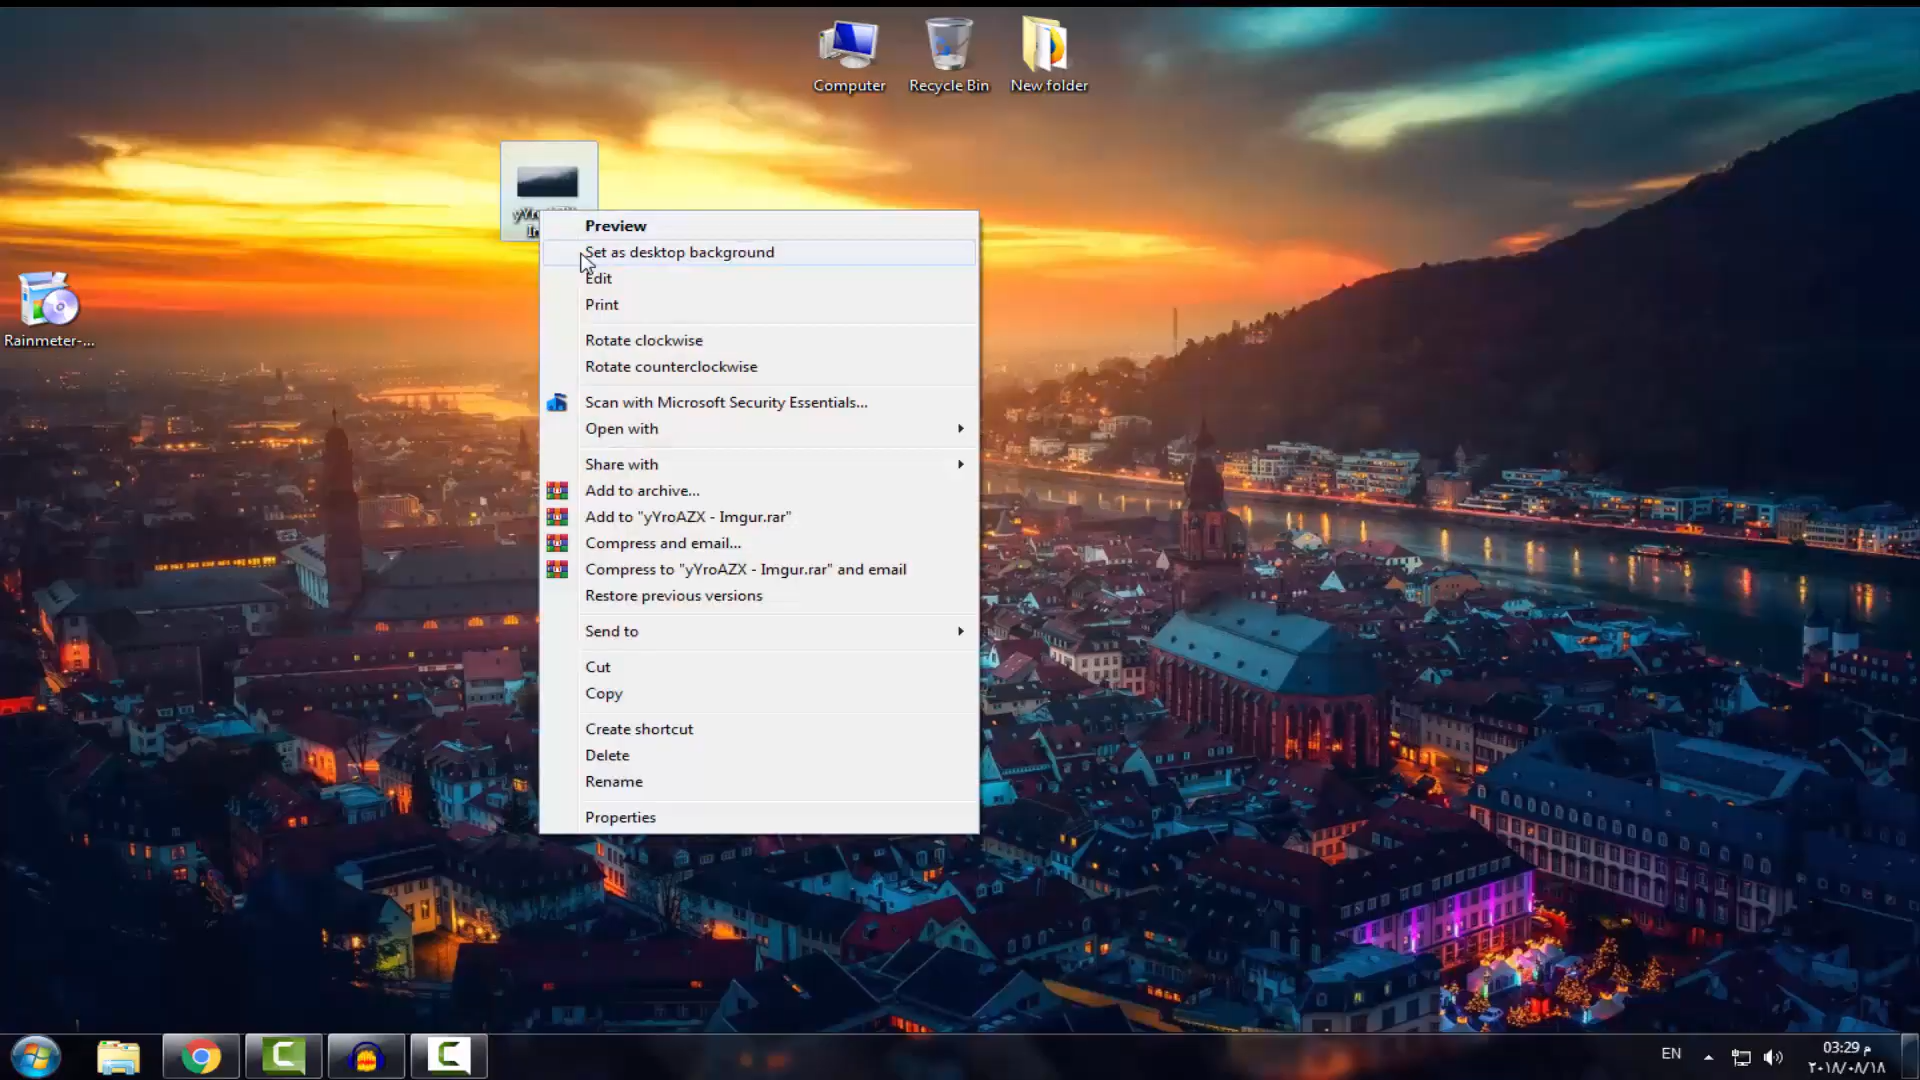 Computer
Recycle Bin
New folder
Rainmeter-...
Preview
Set as desktop background
Edit
Print
Rotate clockwise
Rotate counterclockwise
Scan with Microsoft Security Essentials...
Open with
Share with
Add to archive...
Add to "yYroAZX - Imgur.rar"
Compress and email...
Compress to "yYroAZX - Imgur.rar" and email
Restore previous versions
Send to
Cut
Copy
Create shortcut
Delete
Rename
Properties
EN
03:29 م
٢٠١٨/٠٨/١٨